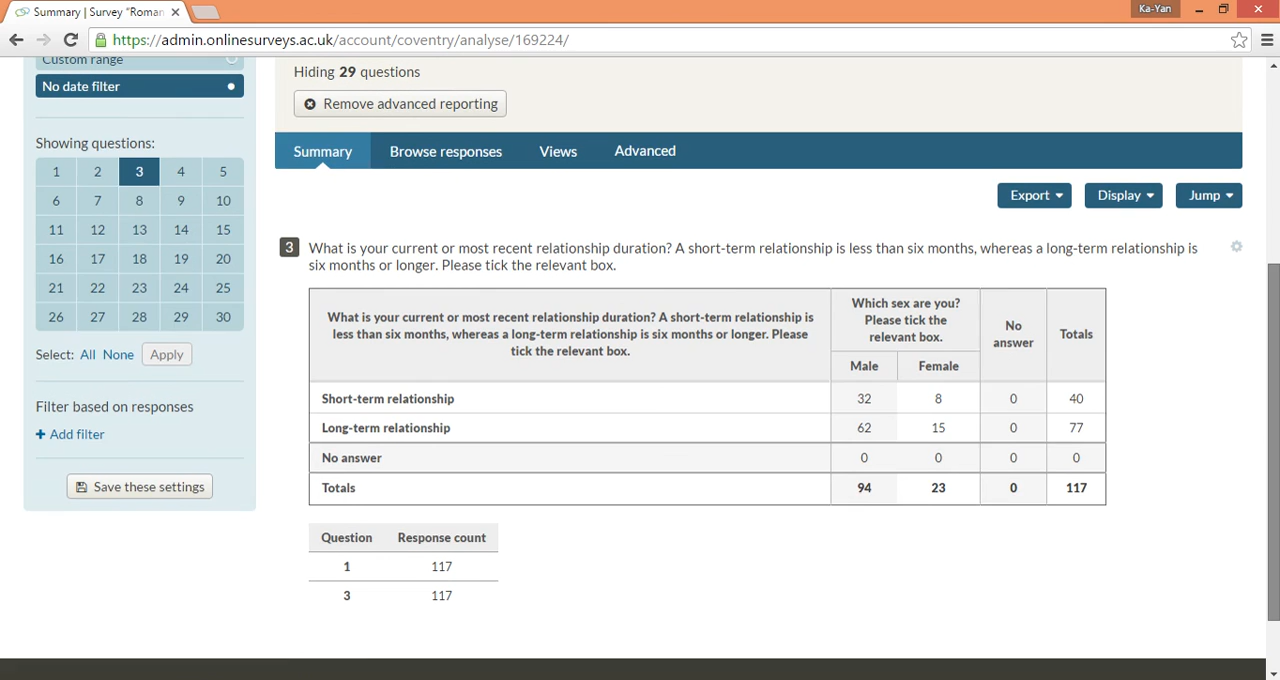 Summary | Survey "Roman
Ka-Yan
https://admin.onlinesurveys.ac.uk/account/coventry/analyse/169224/
Custom range
No date filter
Showing questions:
1 2 3 4 5
6 7 8 9 10
11 12 13 14 15
16 17 18 19 20
21 22 23 24 25
26 27 28 29 30
Select: All None Apply
Filter based on responses
+ Add filter
Save these settings
Hiding 29 questions
Remove advanced reporting
Summary Browse responses Views Advanced
Export Display Jump
3 What is your current or most recent relationship duration? A short-term relationship is less than six months, whereas a long-term relationship is
six months or longer. Please tick the relevant box.
What is your current or most recent relationship duration? A short-term relationship is
less than six months, whereas a long-term relationship is six months or longer. Please
tick the relevant box.
Which sex are you?
Please tick the
relevant box.
No
answer
Totals
Male Female
Short-term relationship 32 8 0 40
Long-term relationship 62 15 0 77
No answer 0 0 0 0
Totals 94 23 0 117
Question Response count
1 117
3 117